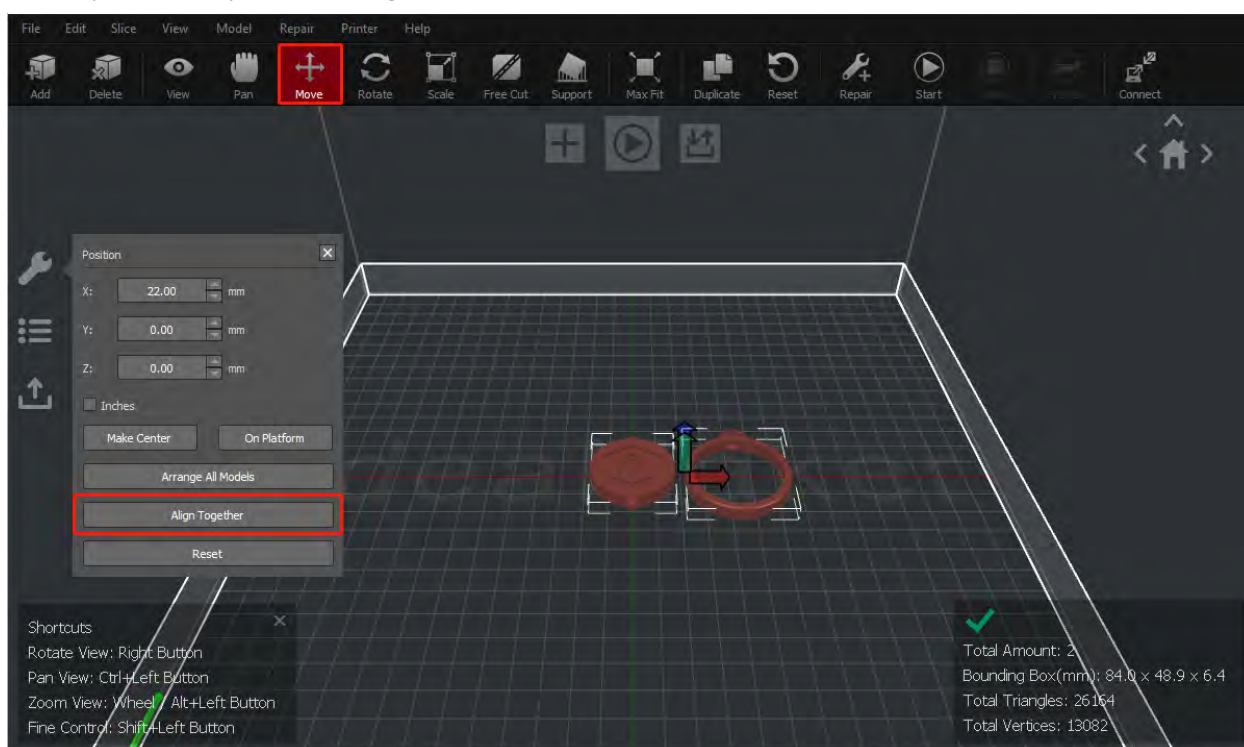 File Edit Slice View Model Repair Printer Help
Add Delete View Pan Move Rotate Scale Free Cut Support Max Fit Duplicate Reset Repair Start Connect
Position
X: 22.00 mm
Y: 0.00 mm
Z: 0.00 mm
Inches
Make Center On Platform
Arrange All Models
Align Together
Reset
Shortcuts
Rotate View: Right Button
Pan View: Ctrl+Left Button
Zoom View: Wheel / Alt+Left Button
Fine Control: Shift+Left Button
Total Amount: 2
Bounding Box(mm): 84.0 x 48.9 x 6.4
Total Triangles: 26164
Total Vertices: 13082